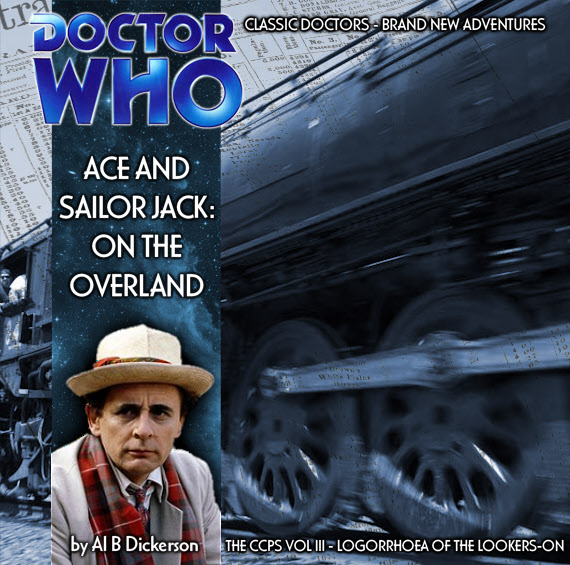 DOCTOR
WHO
CLASSIC DOCTORS - BRAND NEW ADVENTURES
ACE AND
SAILOR JACK:
ON THE
OVERLAND
by Al B Dickerson
THE CCPS VOL III - LOGORRHOEA OF THE LOOKERS-ON